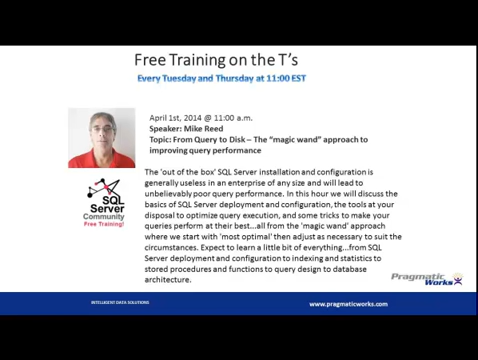 Free Training on the T's
Every Tuesday and Thursday at 11:00 EST
April 1st, 2014 @ 11:00 a.m.
Speaker: Mike Reed
Topic: From Query to Disk – The "magic wand" approach to
improving query performance
The 'out of the box' SQL Server installation and configuration is
generally useless in an enterprise of any size and will lead to
unbelievably poor query performance. In this hour we will discuss the
basics of SQL Server deployment and configuration, the tools at your
disposal to optimize query execution, and some tricks to make your
queries perform at their best...all from the 'magic wand' approach
where we start with 'most optimal' then adjust as necessary to suit the
circumstances. Expect to learn a little bit of everything...from SQL
Server deployment and configuration to indexing and statistics to
stored procedures and functions to query design to database
architecture.
SQL
Server
Community
Free Training!
Pragmatic
Works
INTELLIGENT DATA SOLUTIONS
www.pragmaticworks.com